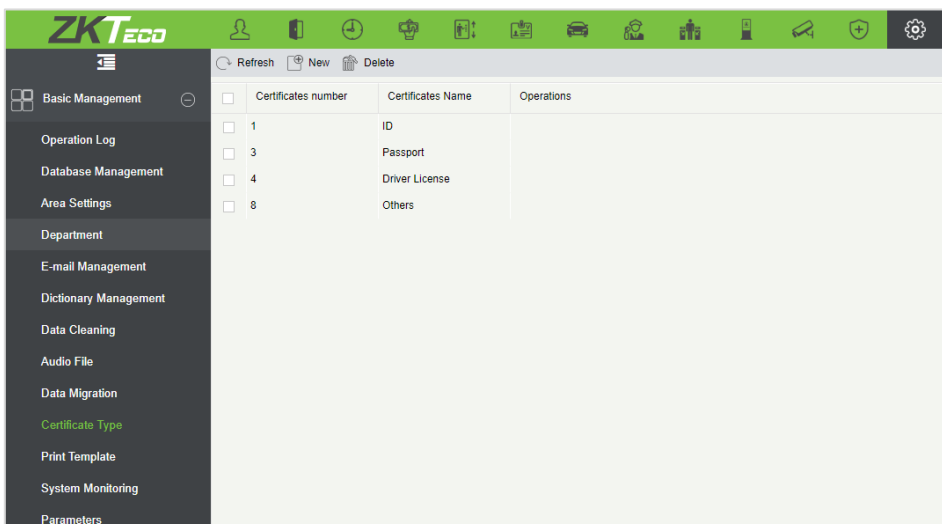 ZKTECO
Refresh New Delete
Basic Management
Certificates number Certificates Name Operations
1 ID
3 Passport
4 Driver License
8 Others
Operation Log
Database Management
Area Settings
Department
E-mail Management
Dictionary Management
Data Cleaning
Audio File
Data Migration
Certificate Type
Print Template
System Monitoring
Parameters